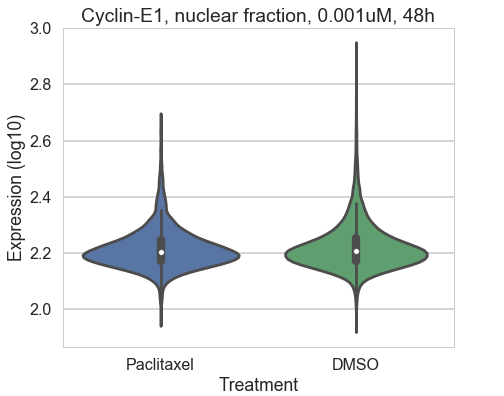 Cyclin-E1, nuclear fraction, 0.001uM, 48h
Expression (log10)
3.0
2.8
2.6
2.4
2.2
2.0
Paclitaxel DMSO
Treatment